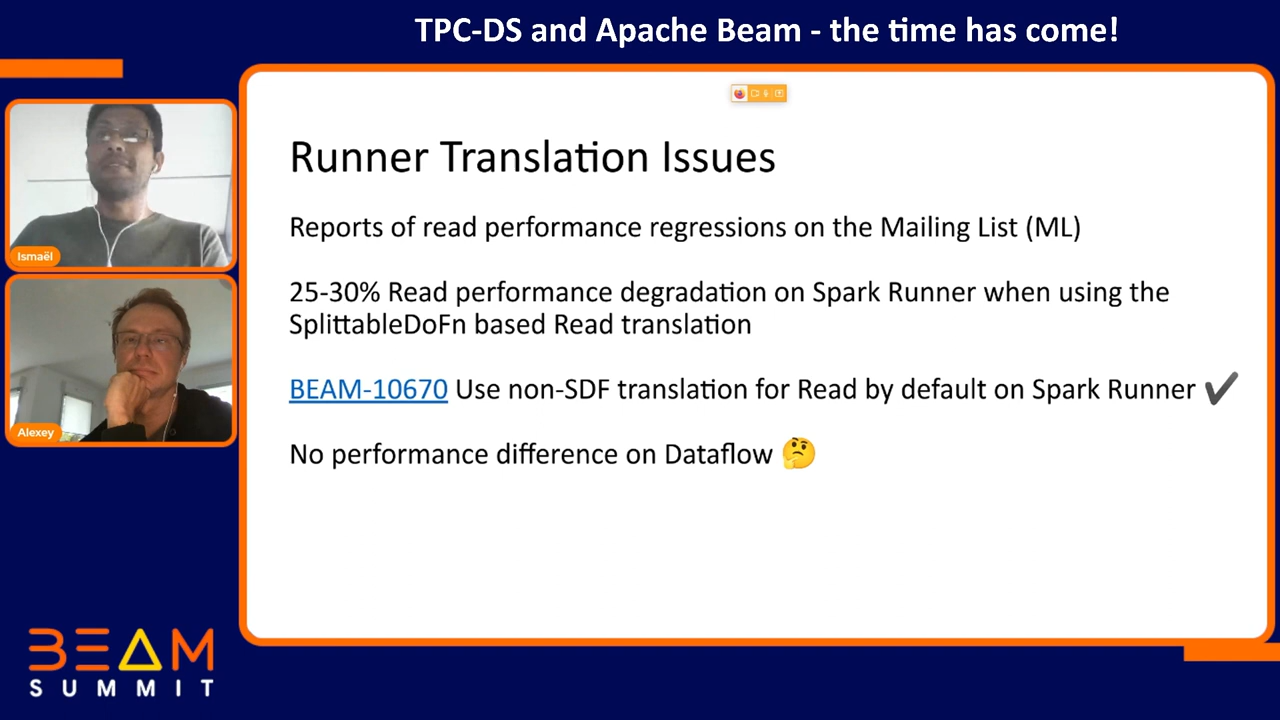 TPC-DS and Apache Beam - the time has come!
Ismaël
Alexey
Runner Translation Issues
Reports of read performance regressions on the Mailing List (ML)
25-30% Read performance degradation on Spark Runner when using the
SplittableDoFn based Read translation
BEAM-10670 Use non-SDF translation for Read by default on Spark Runner ✔
No performance difference on Dataflow 🤔
BEAM
SUMMIT